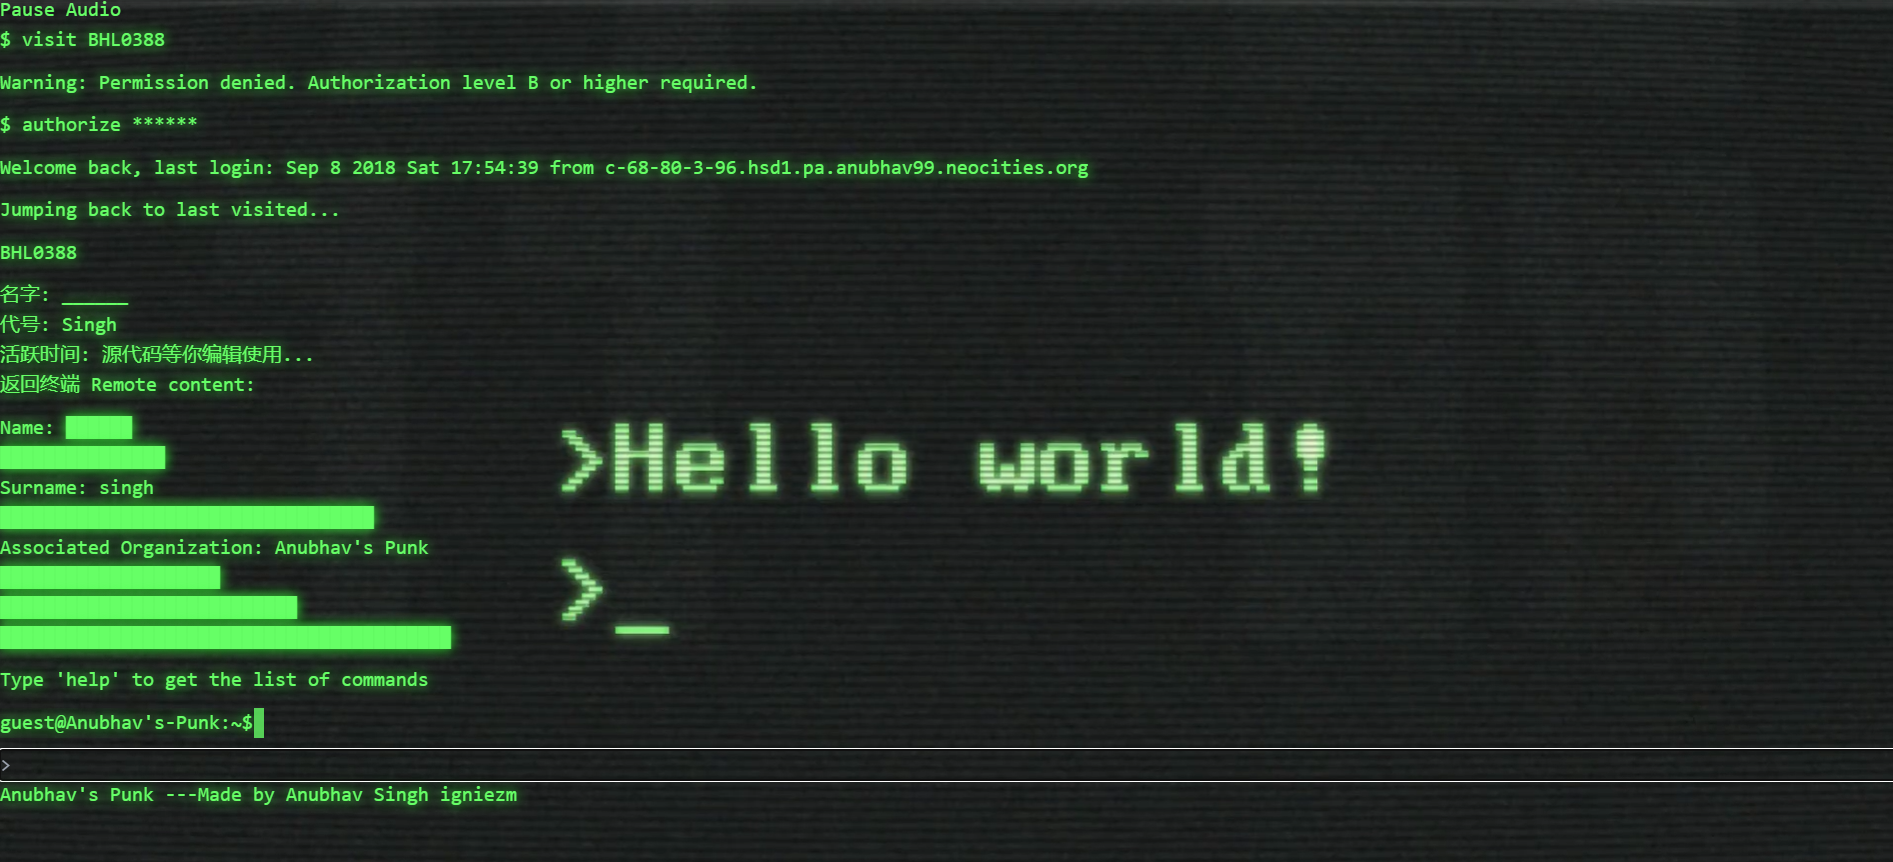 Pause Audio
$ visit BHL0388
Warning: Permission denied. Authorization level B or higher required.
$ authorize ******
Welcome back, last login: Sep 8 2018 Sat 17:54:39 from c-68-80-3-96.hsd1.pa.anubhav99.neocities.org
Jumping back to last visited...
BHL0388
名字: ______
代号: Singh
活跃时间: 源代码等你编辑使用...
返回终端 Remote content:
Name: ██████
███████████████
Surname: singh
██████████████████████████████████
Associated Organization: Anubhav's Punk
████████████████████
███████████████████████████
█████████████████████████████████████████
>Hello world!
>_
Type 'help' to get the list of commands
guest@Anubhav's-Punk:~$
>
Anubhav's Punk ---Made by Anubhav Singh igniezm